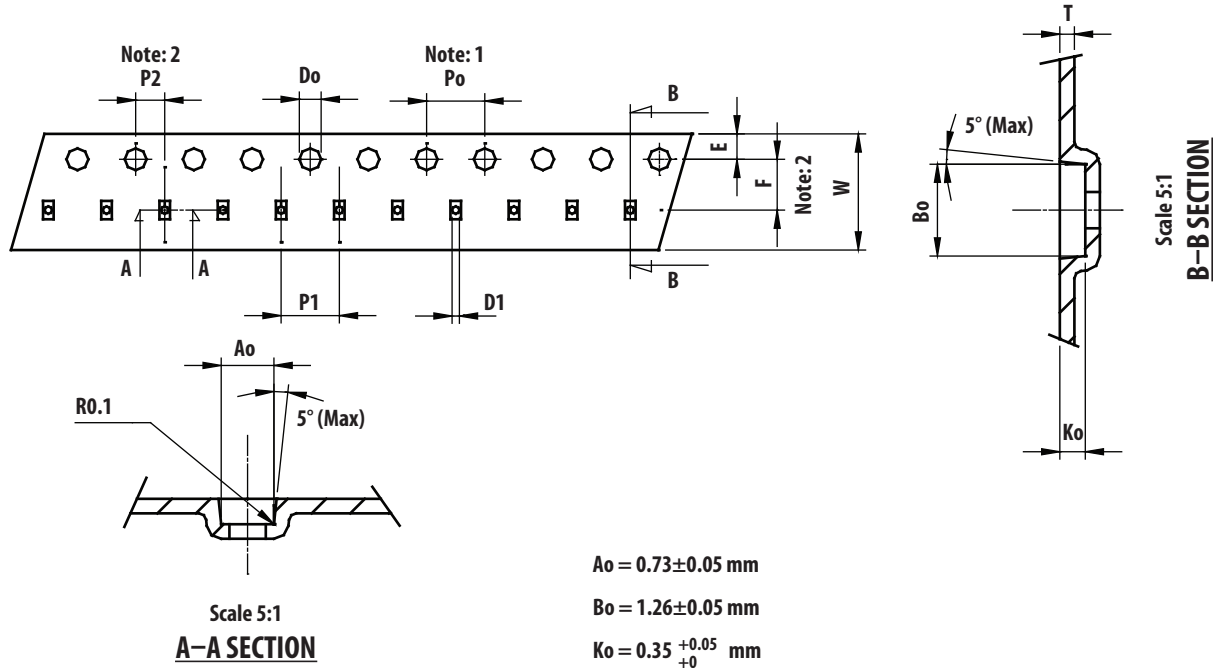 Note: 2
P2
Do
Note: 1
Po
B
E
F
Note: 2
W
A
A
P1
D1
B
T
5° (Max)
Bo
Ko
Scale 5:1
B–B SECTION
Ao
R0.1
5° (Max)
Scale 5:1
A–A SECTION
Ao = 0.73±0.05 mm
Bo = 1.26±0.05 mm
Ko = 0.35 +0.05 +0 mm